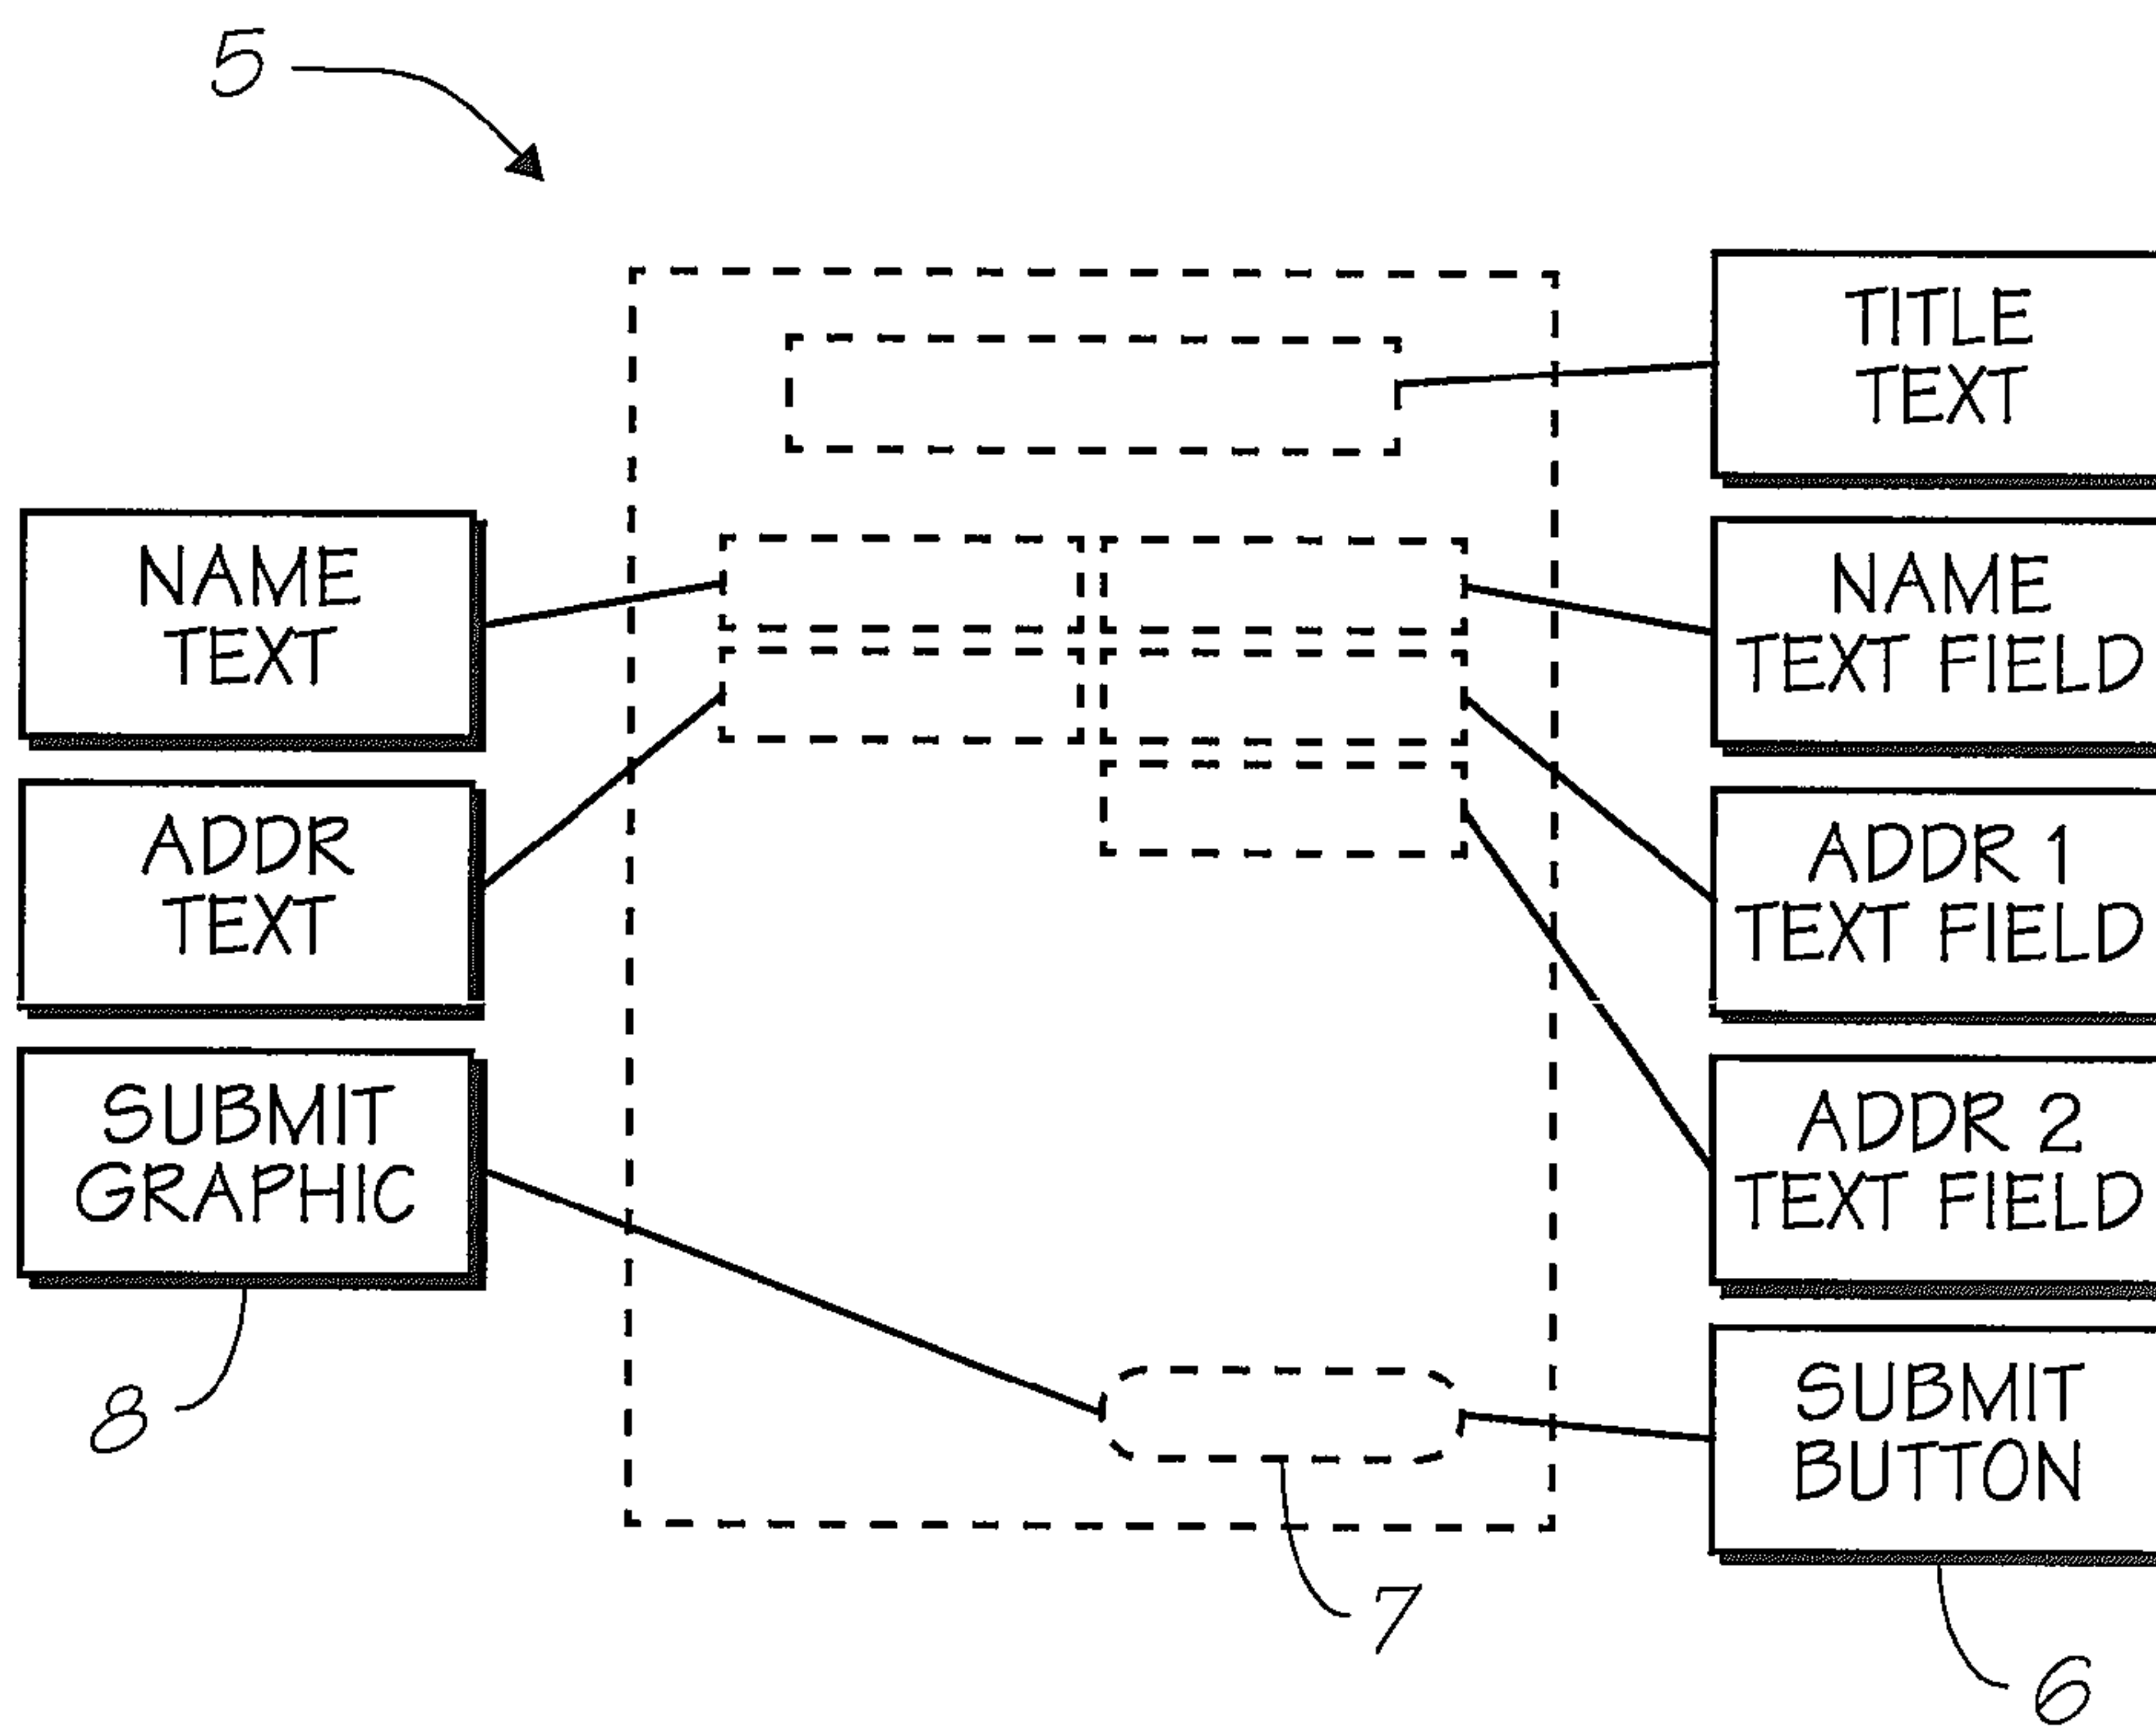 5
TITLE
TEXT
NAME
TEXT
NAME
TEXT FIELD
ADDR
TEXT
ADDR 1
TEXT FIELD
SUBMIT
GRAPHIC
ADDR 2
TEXT FIELD
8
SUBMIT
BUTTON
7
6